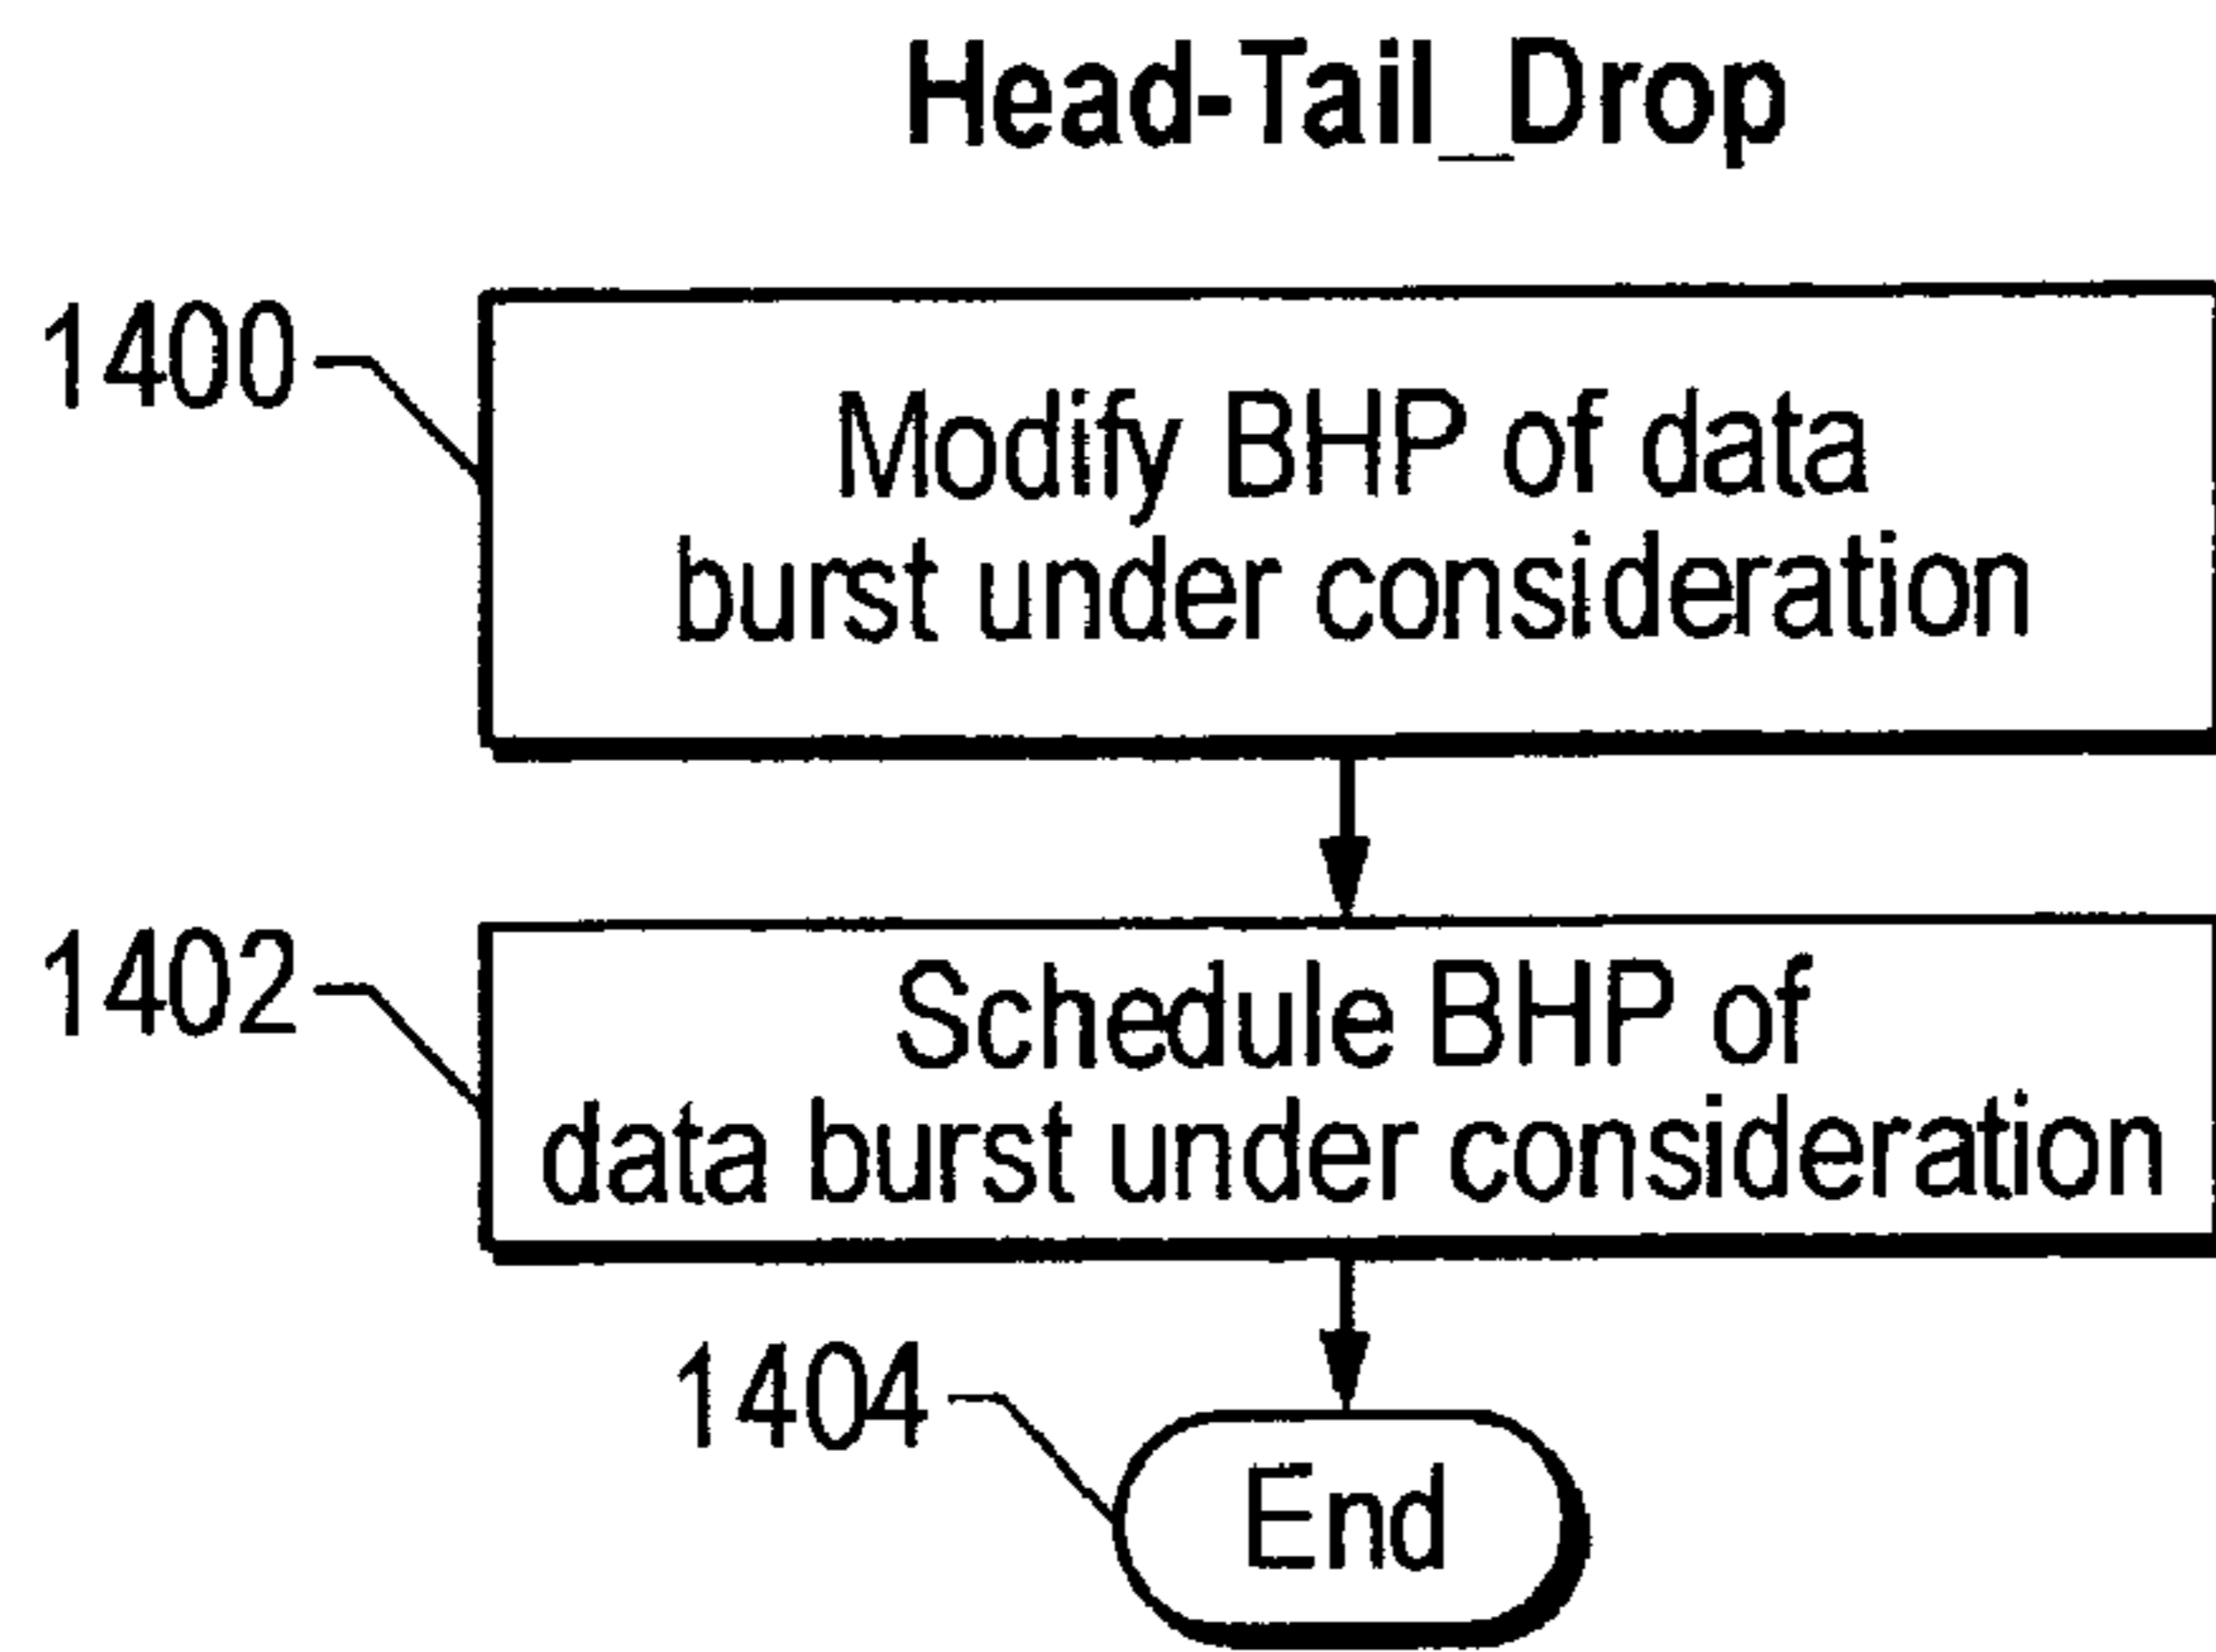 Head-Tail_Drop
1400
Modify BHP of data
burst under consideration
1402
Schedule BHP of
data burst under consideration
1404
End